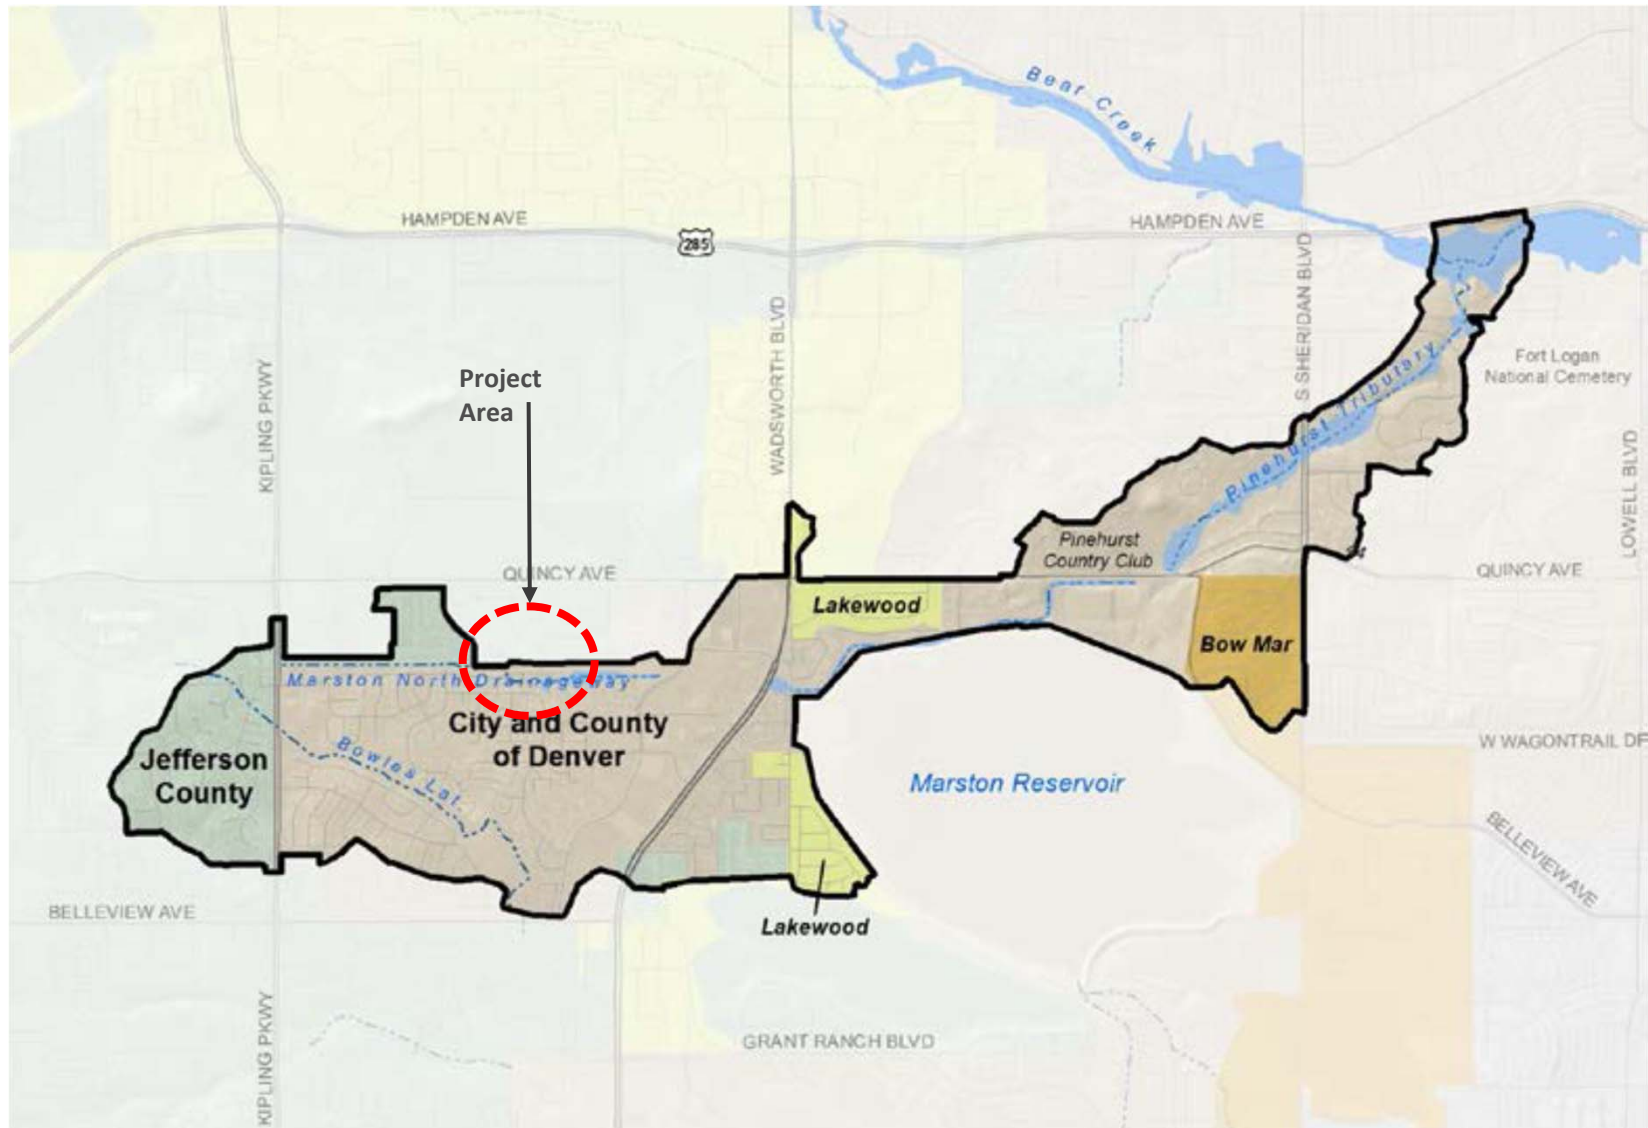 Bear Creek
HAMPDEN AVE
HAMPDEN AVE
285
S SHERIDAN BLVD
WADSWORTH BLVD
KIPLING PKWY
Project
Area
Pinehurst Tributary
Fort Logan
National Cemetery
LOWELL BLVD
Pinehurst
Country Club
QUINCY AVE
QUINCY AVE
Lakewood
Bow Mar
Marston North Drainageway
City and County
of Denver
Bowles Lat.
Jefferson
County
Marston Reservoir
W WAGONTRAIL DR
BELLEVIEW AVE
BELLEVIEW AVE
Lakewood
GRANT RANCH BLVD
KIPLING PKWY